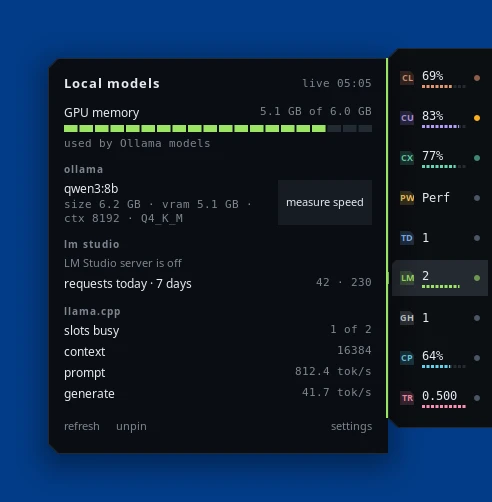 Local models
live 05:05
GPU memory
5.1 GB of 6.0 GB
used by Ollama models
ollama
qwen3:8b
size 6.2 GB · vram 5.1 GB ·
ctx 8192 · Q4_K_M
measure speed
lm studio
LM Studio server is off
requests today · 7 days
42 · 230
llama.cpp
slots busy
1 of 2
context
16384
prompt
812.4 tok/s
generate
41.7 tok/s
refresh
unpin
settings
CL 69%
CU 83%
CX 77%
PW Perf
TD 1
LM 2
GH 1
CP 64%
TR 0.500